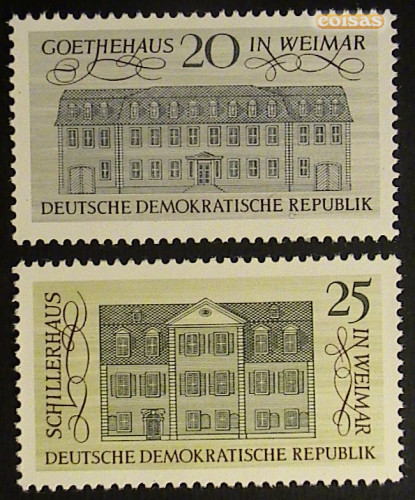 coisas
GOETHEHAUS 20 IN WEIMAR
DEUTSCHE DEMOKRATISCHE REPUBLIK
SCHILLERHAUS
25
IN WEIMAR
DEUTSCHE DEMOKRATISCHE REPUBLIK